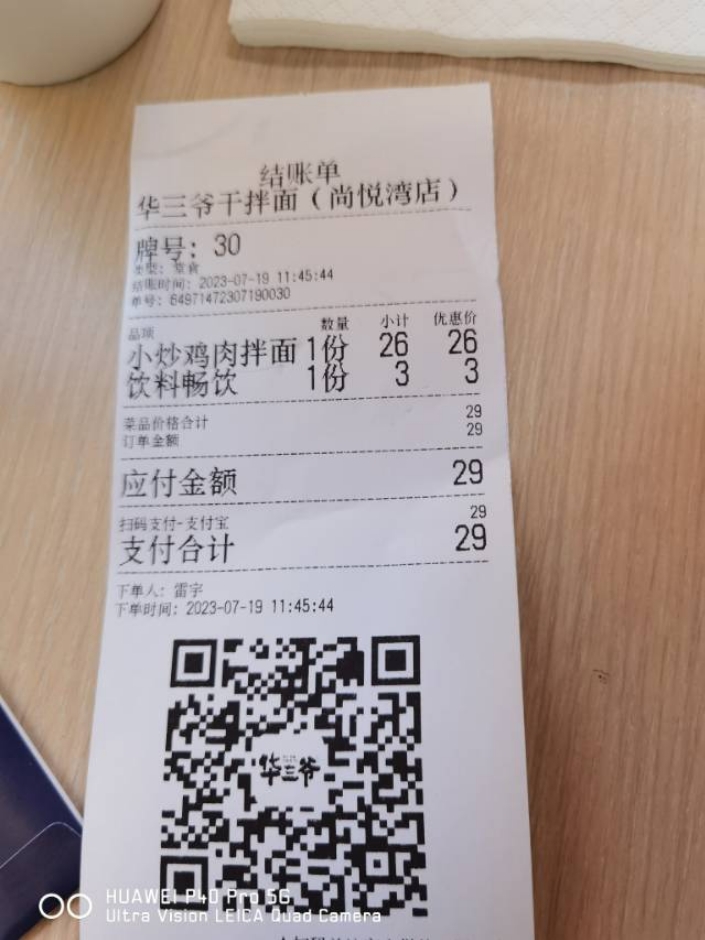 结账单
华三爷干拌面（尚悦湾店）
牌号：30
类型：堂食
结账时间：2023-07-19 11:45:44
单号：64971472307190030
品项 数量 小计 优惠价
小炒鸡肉拌面 1份 26 26
饮料畅饮 1份 3 3
菜品价格合计 29
订单金额 29
应付金额 29
扫码支付-支付宝 29
支付合计 29
下单人：雷宇
下单时间：2023-07-19 11:45:44
华三爷
HUAWEI P40 Pro 5G
Ultra Vision LEICA Quad Camera